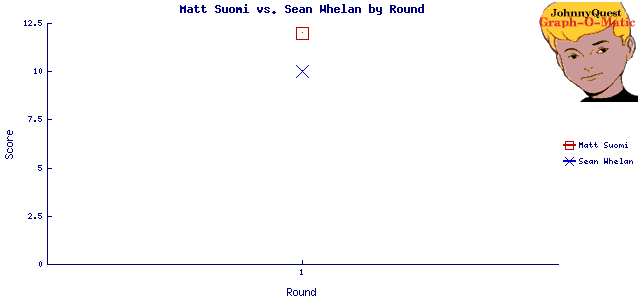 Matt Suomi vs. Sean Whelan by Round
JohnnyQuest
Graph-O-Matic
12.5
10
7.5
5
2.5
0
Score
1
Round
Matt Suomi
Sean Whelan